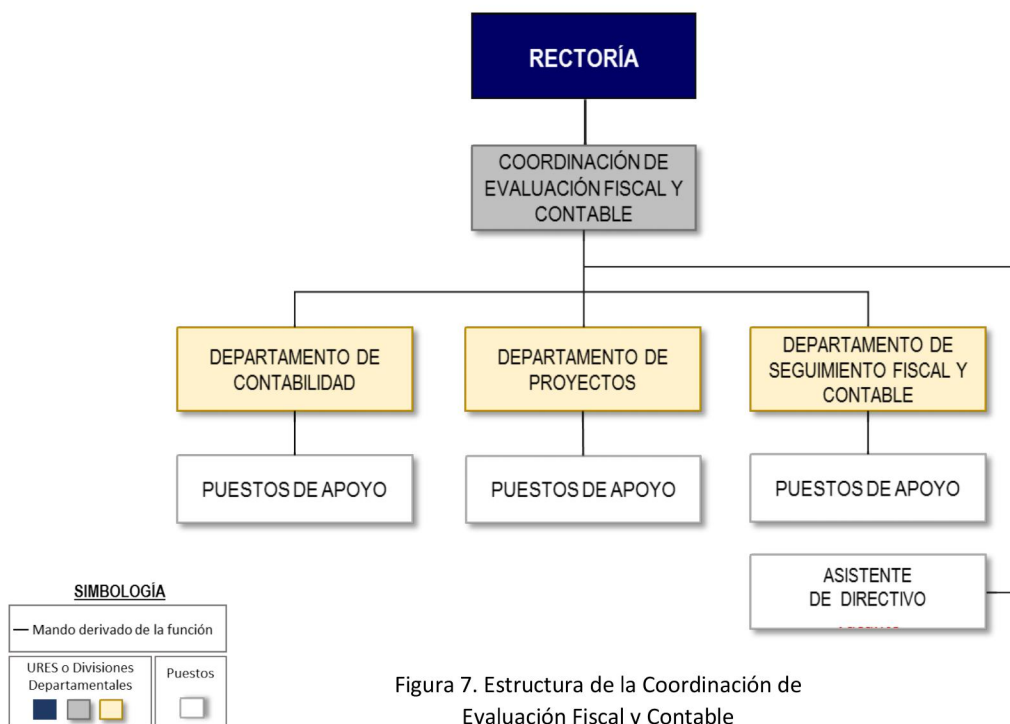 RECTORÍA
COORDINACIÓN DE
EVALUACIÓN FISCAL Y
CONTABLE
DEPARTAMENTO DE
CONTABILIDAD
DEPARTAMENTO DE
PROYECTOS
DEPARTAMENTO DE
SEGUIMIENTO FISCAL Y
CONTABLE
PUESTOS DE APOYO
PUESTOS DE APOYO
PUESTOS DE APOYO
ASISTENTE
DE DIRECTIVO
SIMBOLOGÍA
Mando derivado de la función
URES o Divisiones
Departamentales
Puestos
Figura 7. Estructura de la Coordinación de
Evaluación Fiscal y Contable